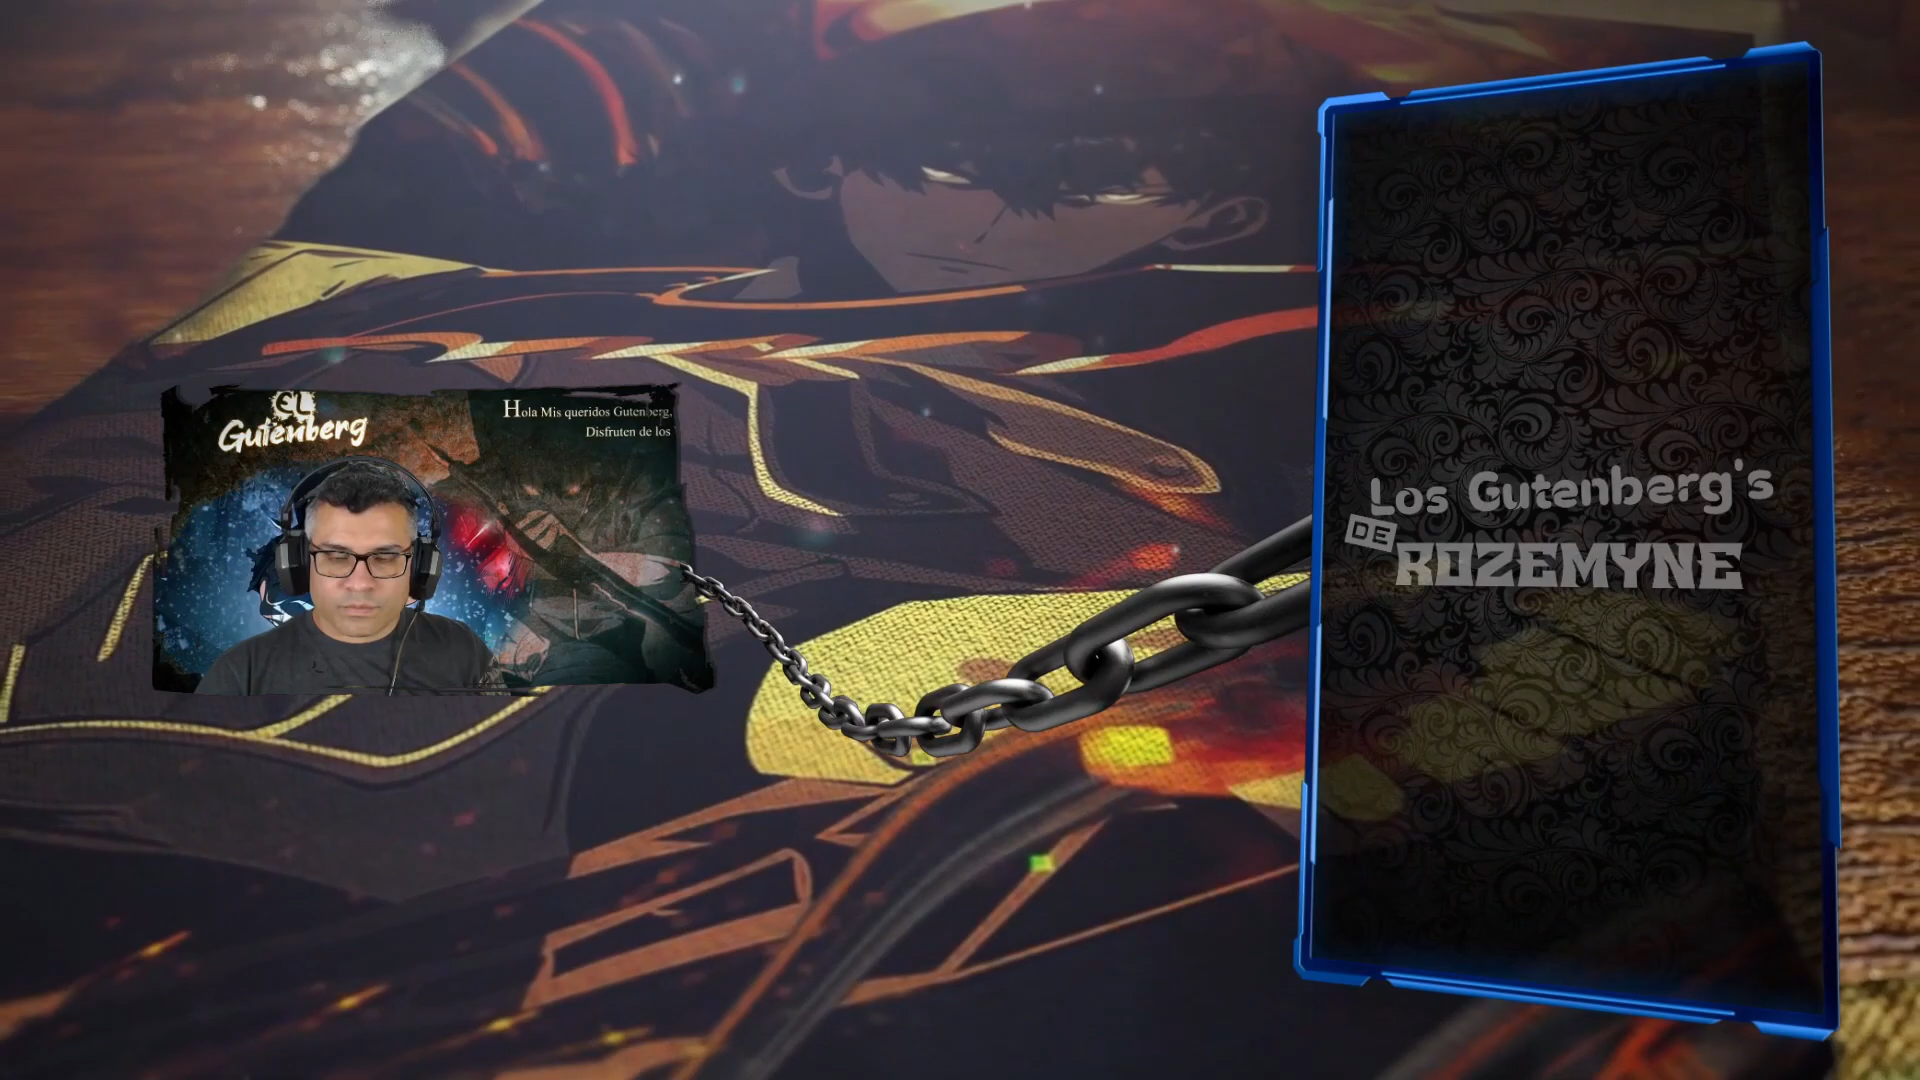 EL
Gutenberg
Hola Mis queridos Gutenberg,
Disfruten de los
Los Gutenberg's
DE
ROZEMYNE